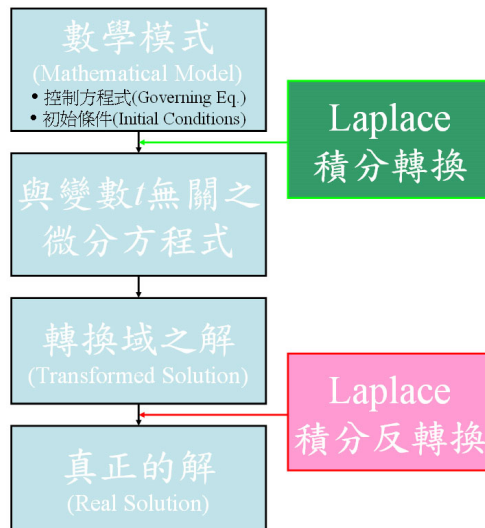 數學模式
(Mathematical Model)
• 控制方程式(Governing Eq.)
• 初始條件(Initial Conditions)
Laplace
積分轉換
與變數t無關之
微分方程式
轉換域之解
(Transformed Solution)
Laplace
積分反轉換
真正的解
(Real Solution)